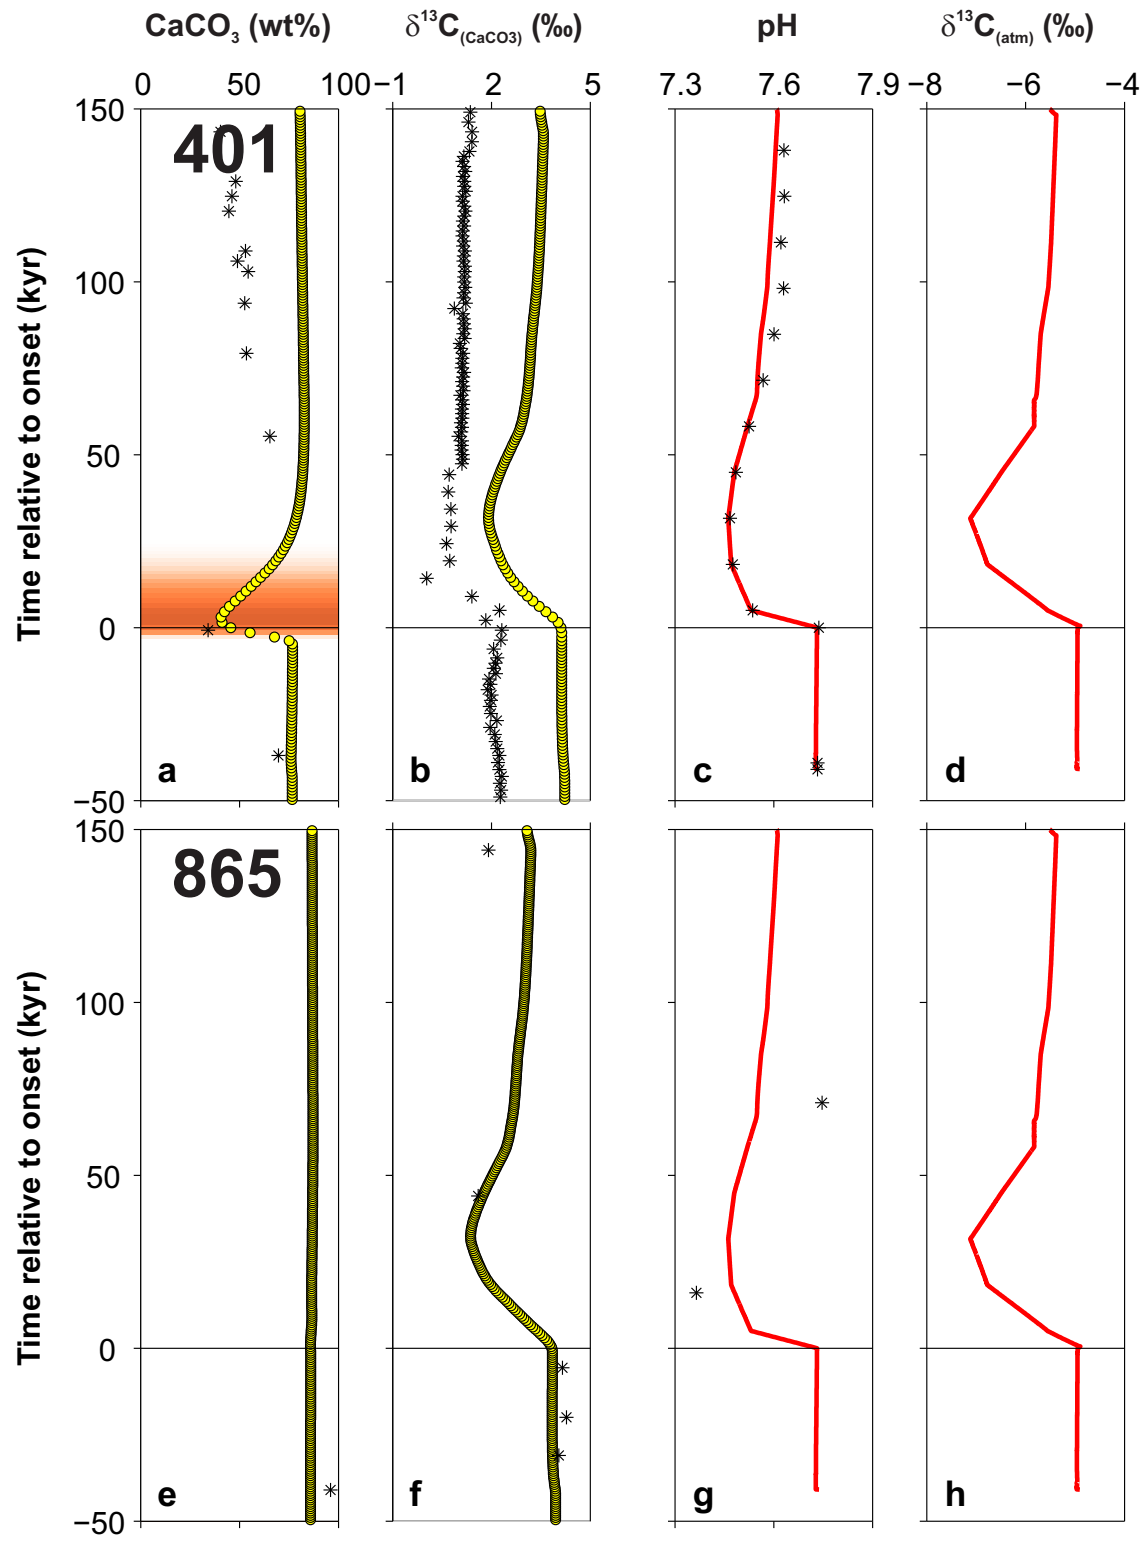 CaCO3 (wt%) δ13C(CaCO3) (‰) pH δ13C(atm) (‰)
0 50 100 −1 2 5 7.3 7.6 7.9 −8 −6 −4
150
401
100
Time relative to onset (kyr)
50
0
a b c d
−50
150
865
100
Time relative to onset (kyr)
50
0
e f g h
−50